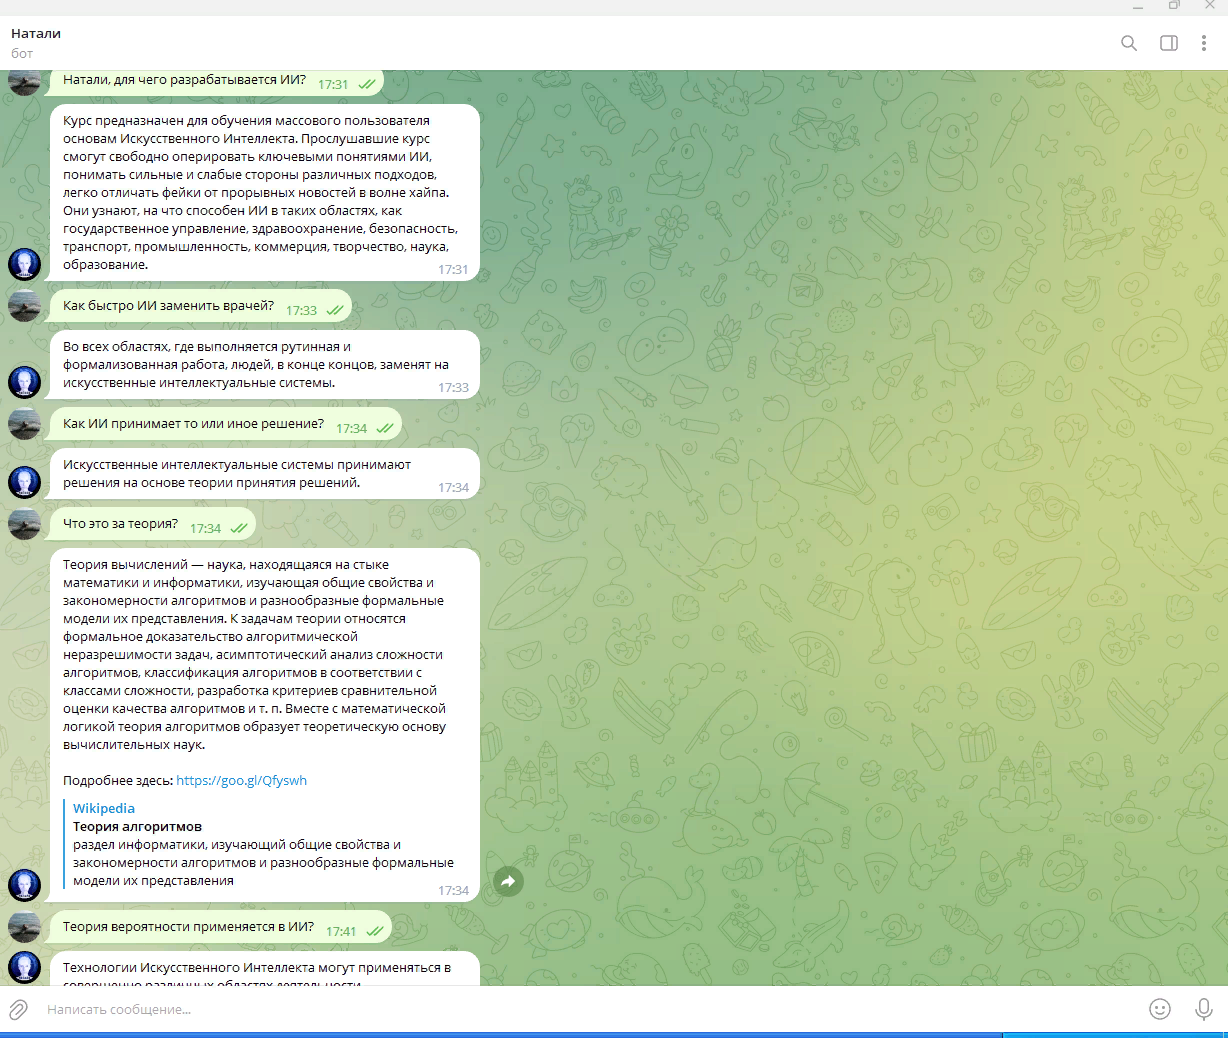 Натали
бот
Натали, для чего разрабатывается ИИ? 17:31
Курс предназначен для обучения массового пользователя
основам Искусственного Интеллекта. Прослушавшие курс
смогут свободно оперировать ключевыми понятиями ИИ,
понимать сильные и слабые стороны различных подходов,
легко отличать фейки от прорывных новостей в волне хайпа.
Они узнают, на что способен ИИ в таких областях, как
государственное управление, здравоохранение, безопасность,
транспорт, промышленность, коммерция, творчество, наука,
образование. 17:31
Как быстро ИИ заменить врачей? 17:33
Во всех областях, где выполняется рутинная и
формализованная работа, людей, в конце концов, заменят на
искусственные интеллектуальные системы. 17:33
Как ИИ принимает то или иное решение? 17:34
Искусственные интеллектуальные системы принимают
решения на основе теории принятия решений. 17:34
Что это за теория? 17:34
Теория вычислений — наука, находящаяся на стыке
математики и информатики, изучающая общие свойства и
закономерности алгоритмов и разнообразные формальные
модели их представления. К задачам теории относятся
формальное доказательство алгоритмической
неразрешимости задач, асимптотический анализ сложности
алгоритмов, классификация алгоритмов в соответствии с
классами сложности, разработка критериев сравнительной
оценки качества алгоритмов и т. п. Вместе с математической
логикой теория алгоритмов образует теоретическую основу
вычислительных наук.
Подробнее здесь: https://goo.gl/Qfyswh
Wikipedia
Теория алгоритмов
раздел информатики, изучающий общие свойства и
закономерности алгоритмов и разнообразные формальные
модели их представления 17:34
Теория вероятности применяется в ИИ? 17:41
Технологии Искусственного Интеллекта могут применяться в
совершенно различных областях деятельности
Написать сообщение...